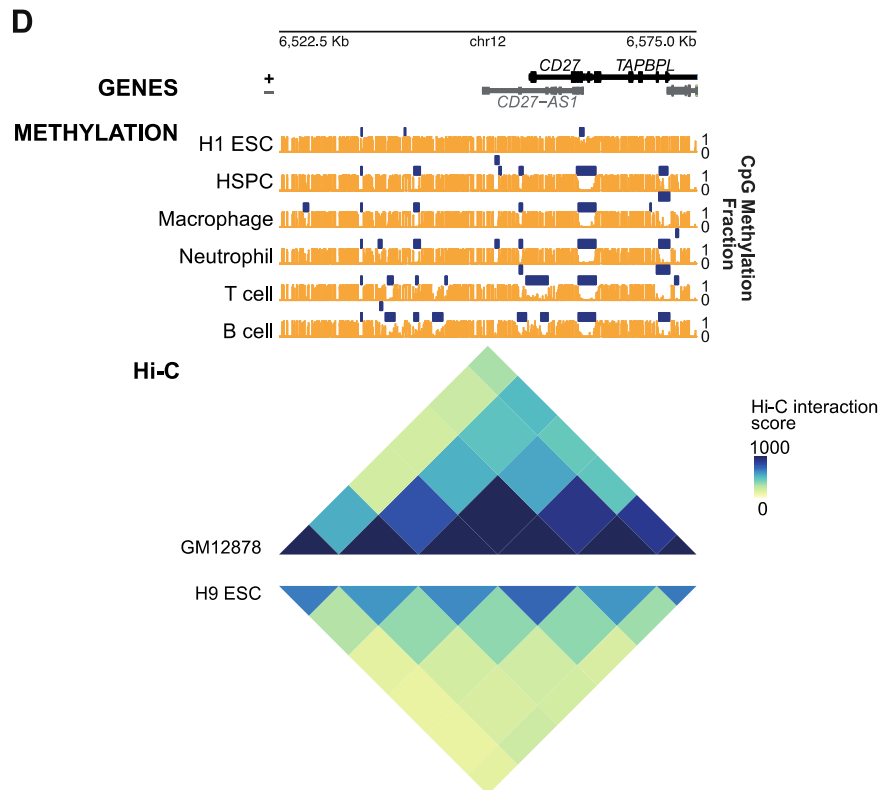 D
6,522.5 Kb chr12 6,575.0 Kb
CD27 TAPBPL
GENES + −
CD27−AS1
METHYLATION
H1 ESC 1 0
HSPC 1 0
Macrophage 1 0
Neutrophil 1 0
T cell 1 0
B cell 1 0
CpG Methylation
Fraction
Hi-C
Hi-C interaction
score
1000
0
GM12878
H9 ESC